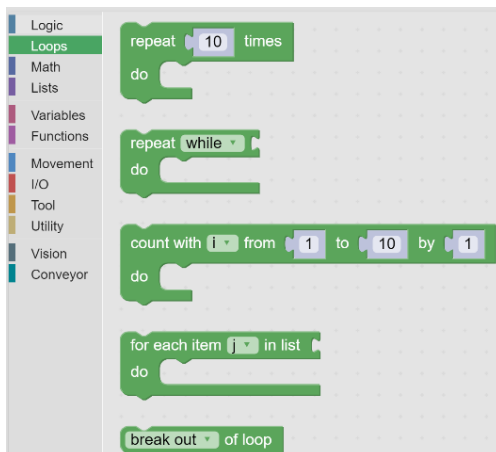 Logic
Loops
Math
Lists
Variables
Functions
Movement
I/O
Tool
Utility
Vision
Conveyor
repeat 10 times
do
repeat while
do
count with i from 1 to 10 by 1
do
for each item j in list
do
break out of loop